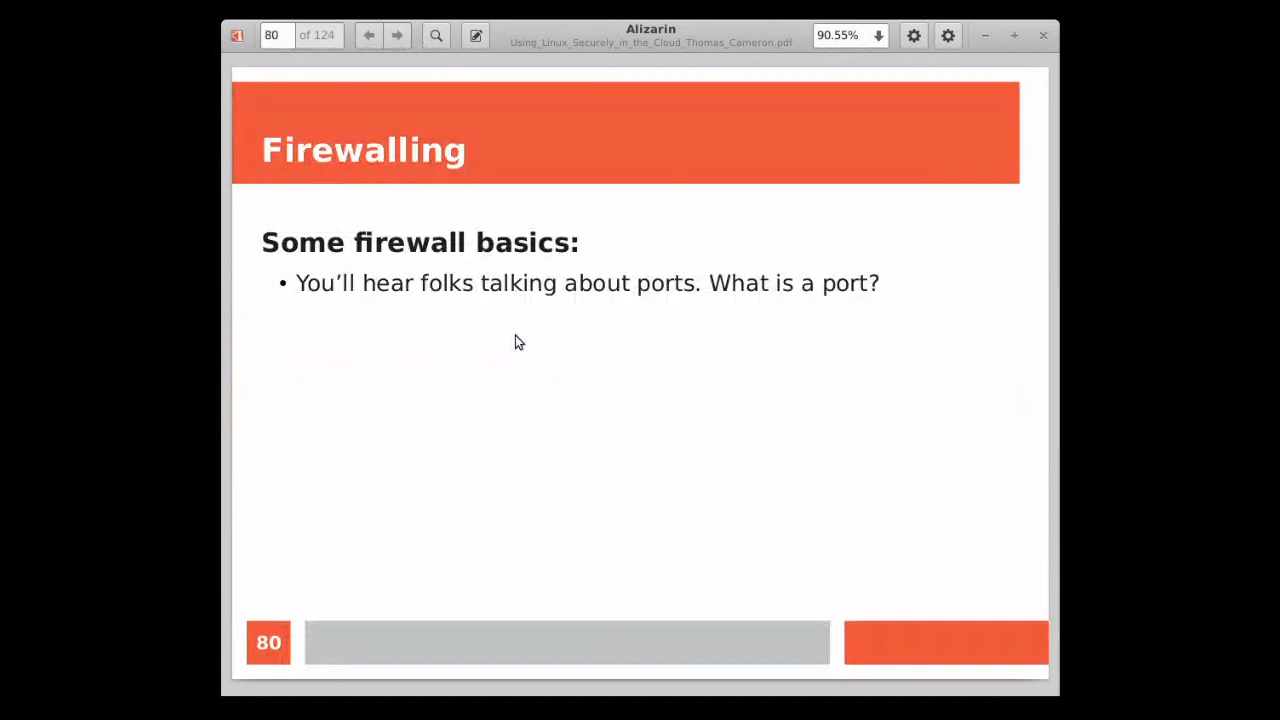 80 of 124
Alizarin
Using_Linux_Securely_in_the_Cloud_Thomas_Cameron.pdf
90.55%
Firewalling
Some firewall basics:
• You’ll hear folks talking about ports. What is a port?
80